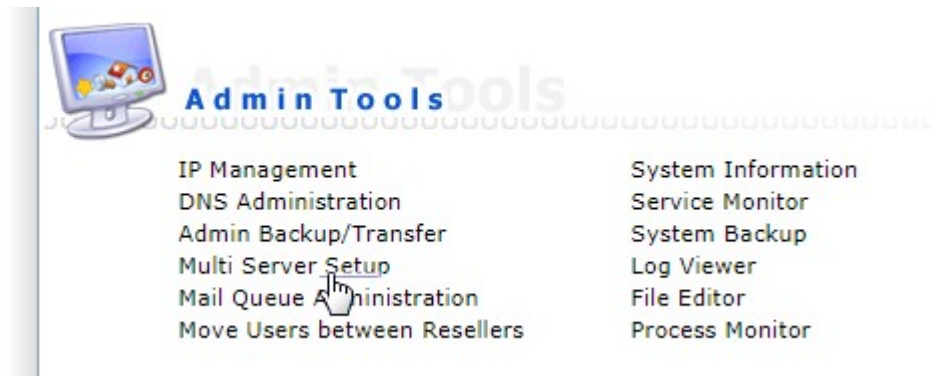 Admin Tools
IP Management
DNS Administration
Admin Backup/Transfer
Multi Server Setup
Mail Queue Administration
Move Users between Resellers
System Information
Service Monitor
System Backup
Log Viewer
File Editor
Process Monitor